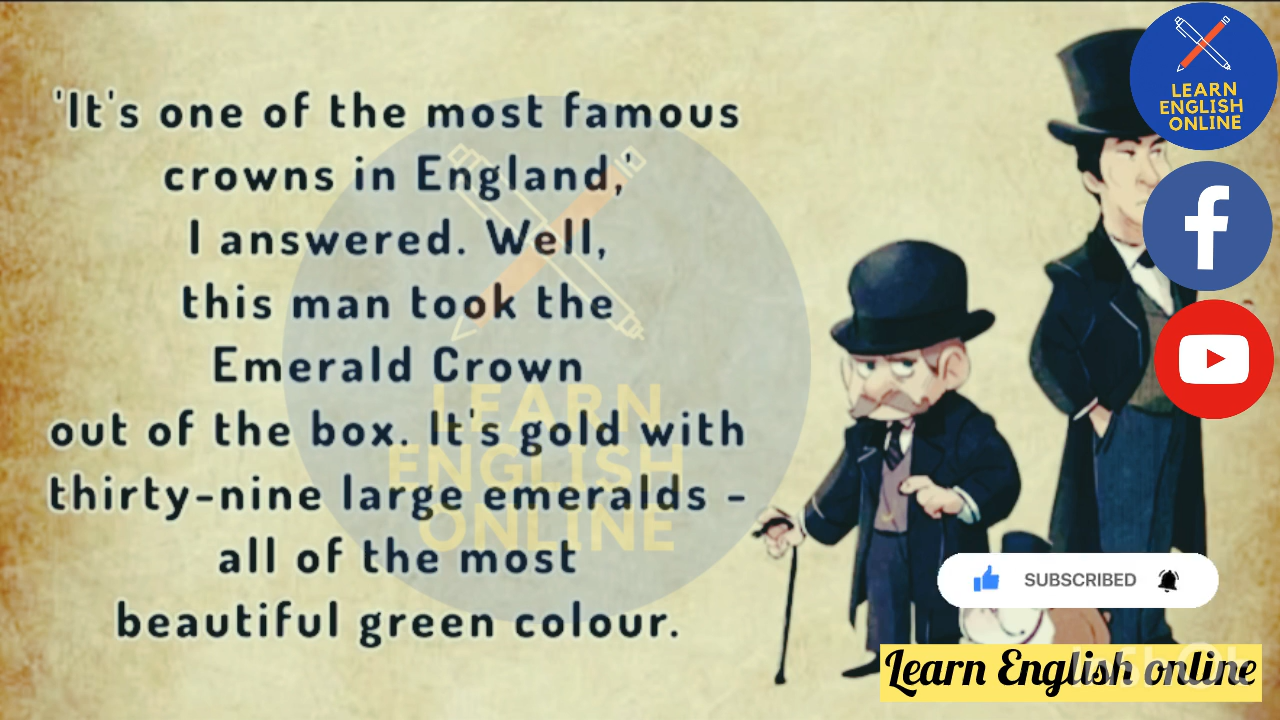 'It's one of the most famous
crowns in England,'
I answered. Well,
this man took the
Emerald Crown
out of the box. It's gold with
thirty-nine large emeralds -
all of the most
beautiful green colour.
LEARN
ENGLISH
ONLINE
LEARN
ENGLISH
ONLINE
f
SUBSCRIBED
Learn English online